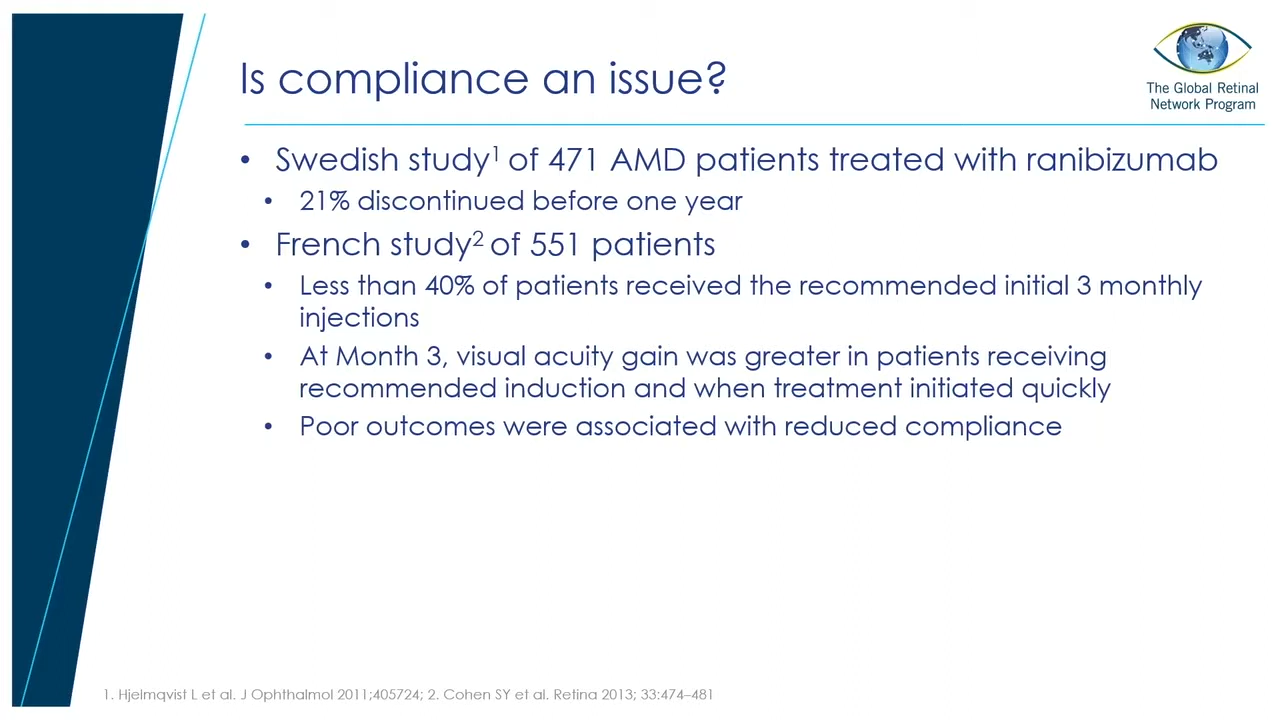 Is compliance an issue?
The Global Retinal
Network Program
• Swedish study¹ of 471 AMD patients treated with ranibizumab
• 21% discontinued before one year
• French study² of 551 patients
• Less than 40% of patients received the recommended initial 3 monthly
injections
• At Month 3, visual acuity gain was greater in patients receiving
recommended induction and when treatment initiated quickly
• Poor outcomes were associated with reduced compliance
1. Hjelmqvist L et al. J Ophthalmol 2011;405724; 2. Cohen SY et al. Retina 2013; 33:474–481